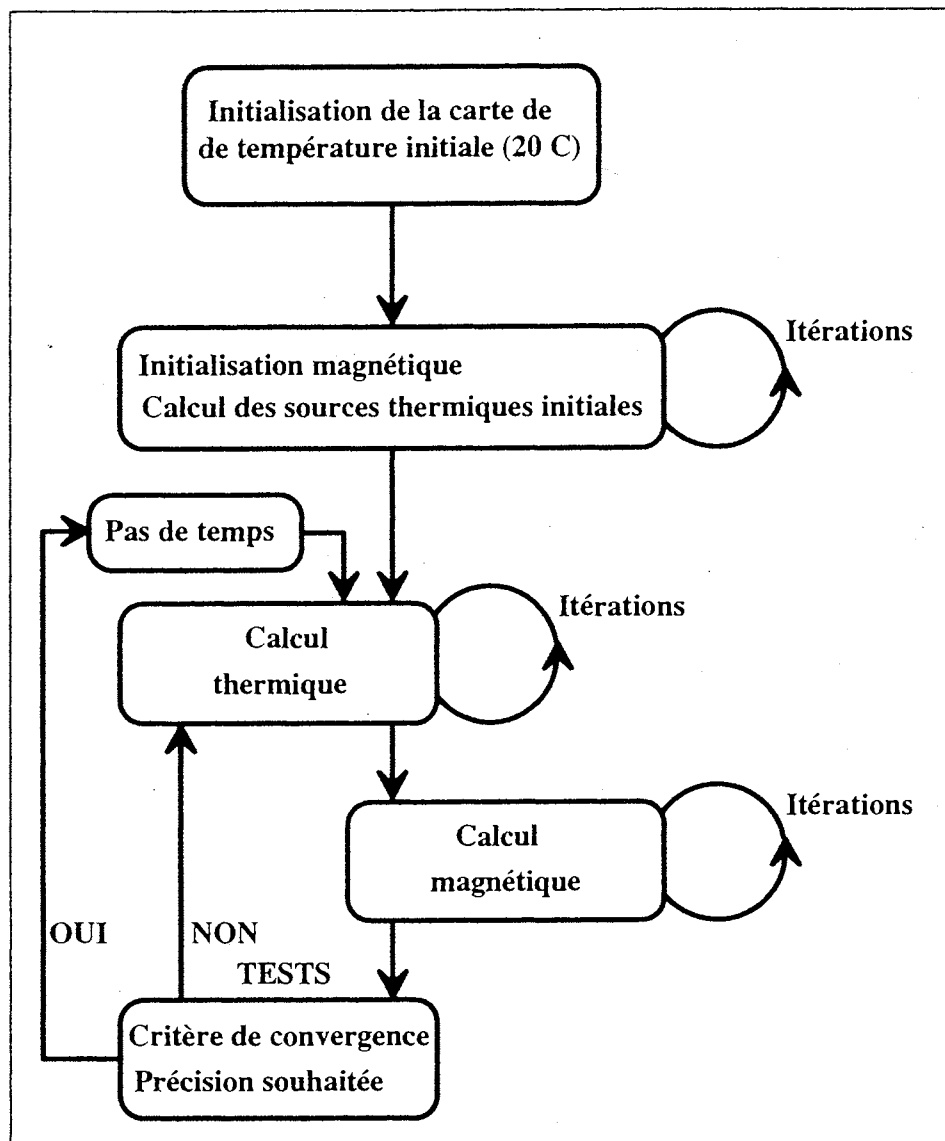 Initialisation de la carte de
de température initiale (20 C)
Itérations
Initialisation magnétique
Calcul des sources thermiques initiales
Pas de temps
Itérations
Calcul
thermique
Itérations
Calcul
magnétique
OUI
NON
TESTS
Critère de convergence
Précision souhaitée